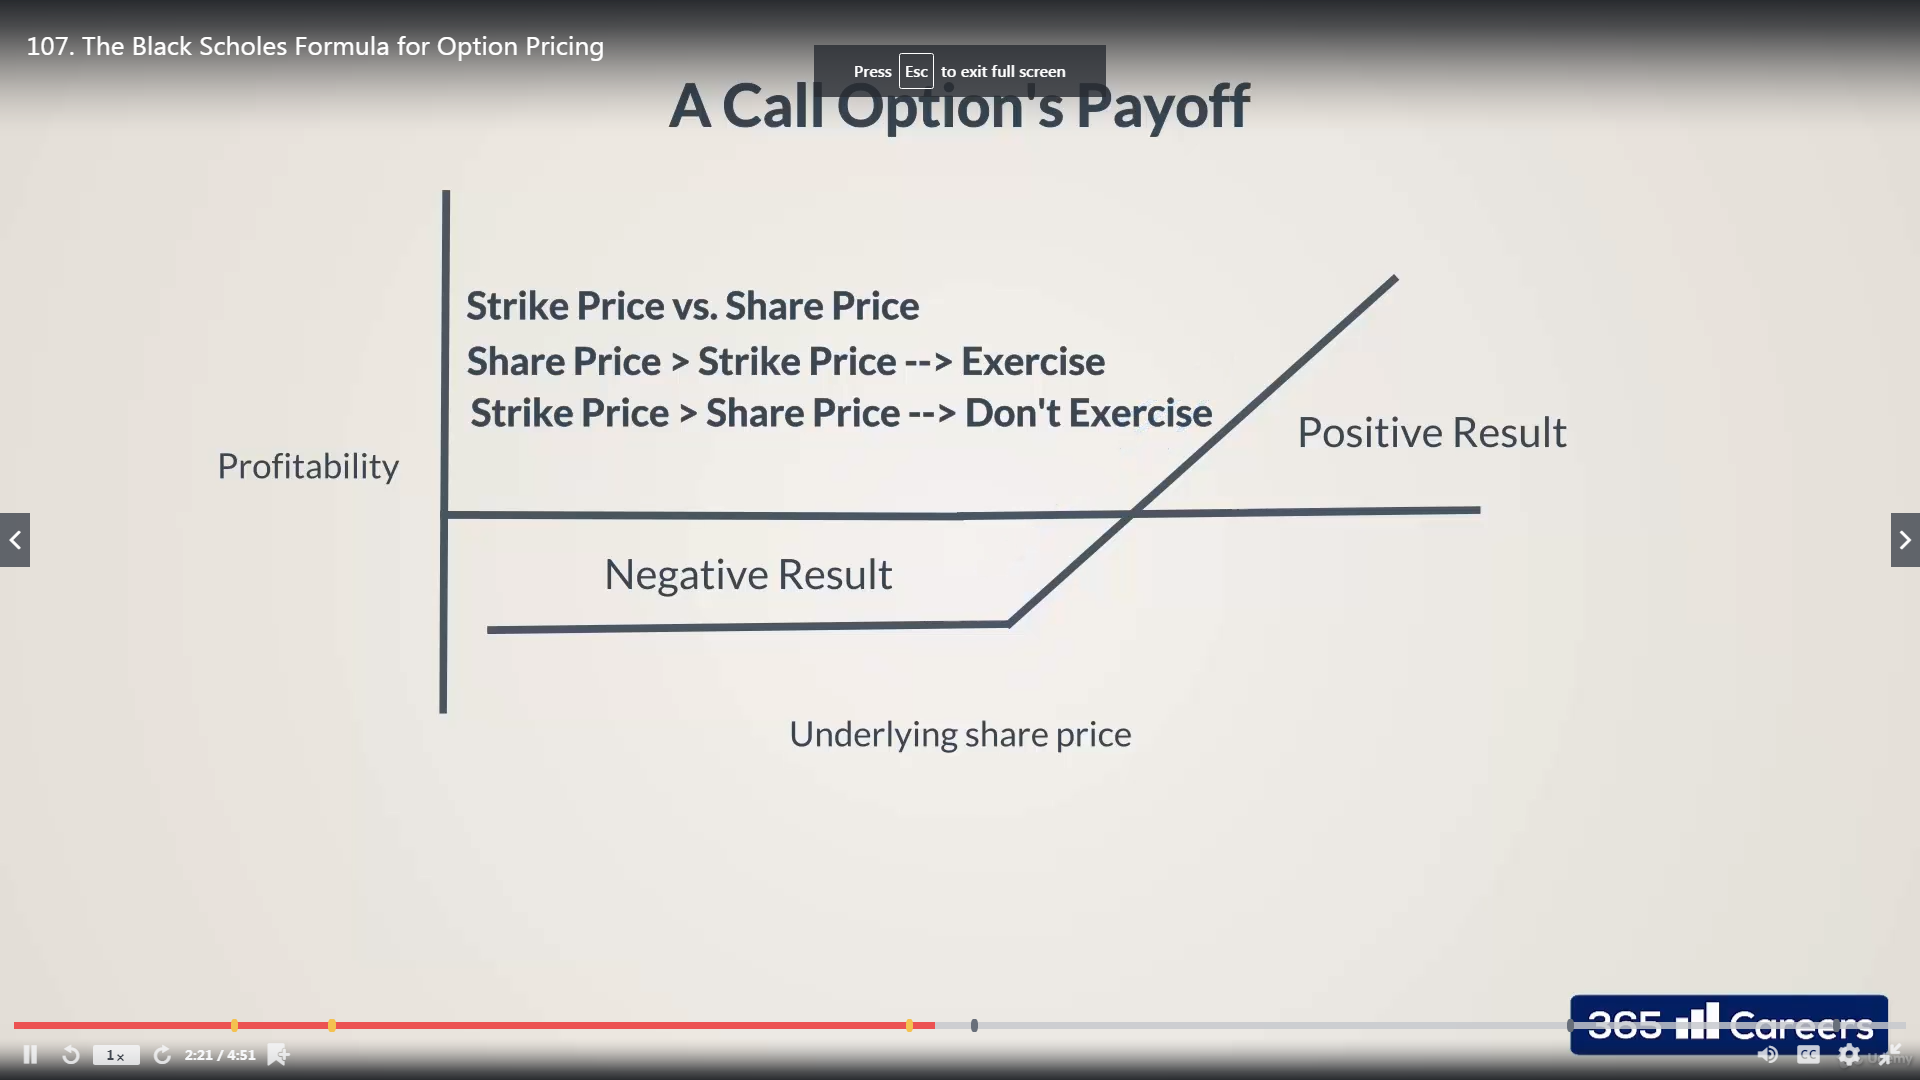 107. The Black Scholes Formula for Option Pricing
Press Esc to exit full screen
A Call Option's Payoff
Strike Price vs. Share Price
Share Price > Strike Price --> Exercise
Strike Price > Share Price --> Don't Exercise
Positive Result
Profitability
Negative Result
Underlying share price
365 Careers
1x
2:21 / 4:51
CC
Udemy